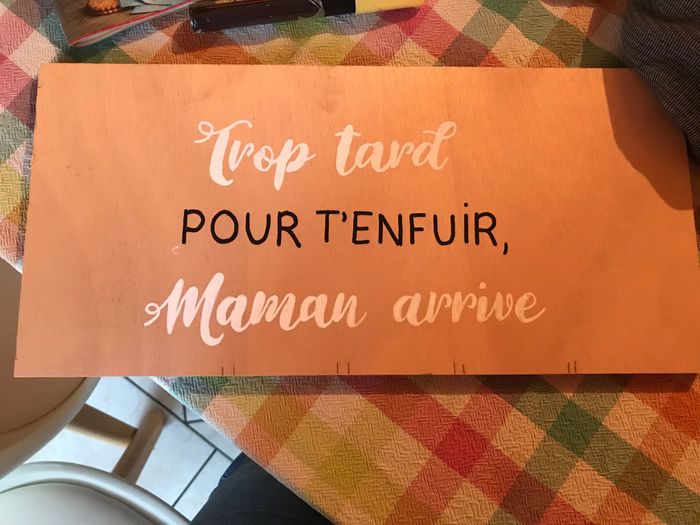 Trop tard
POUR T'ENFUiR,
Maman arrive